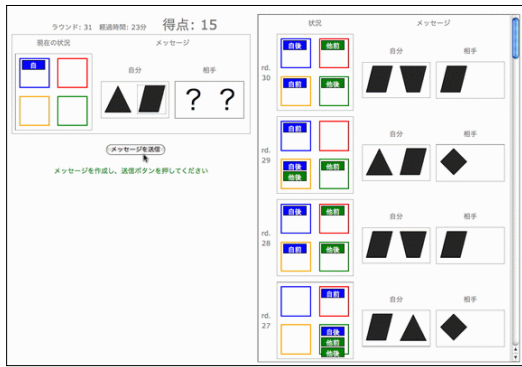 ラウンド: 31 経過時間: 23分 得点: 15
現在の状況 メッセージ
自分 相手
自
? ?
メッセージを送信
メッセージを作成し、送信ボタンを押してください
状況 メッセージ
rd. 30
自後 他前
自前 他後
自分 相手
rd. 29
自前
自後 他前
他後
自分 相手
rd. 28
自後 他前
自前 他後
自分 相手
rd. 27
自前
自後
他前
他後
自分 相手